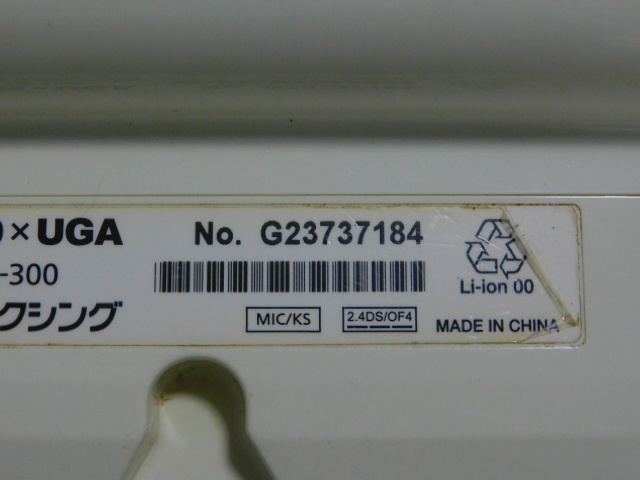 × UGA No. G23737184
-300
クシング MIC/KS 2.4DS/OF4
Li-ion 00
MADE IN CHINA